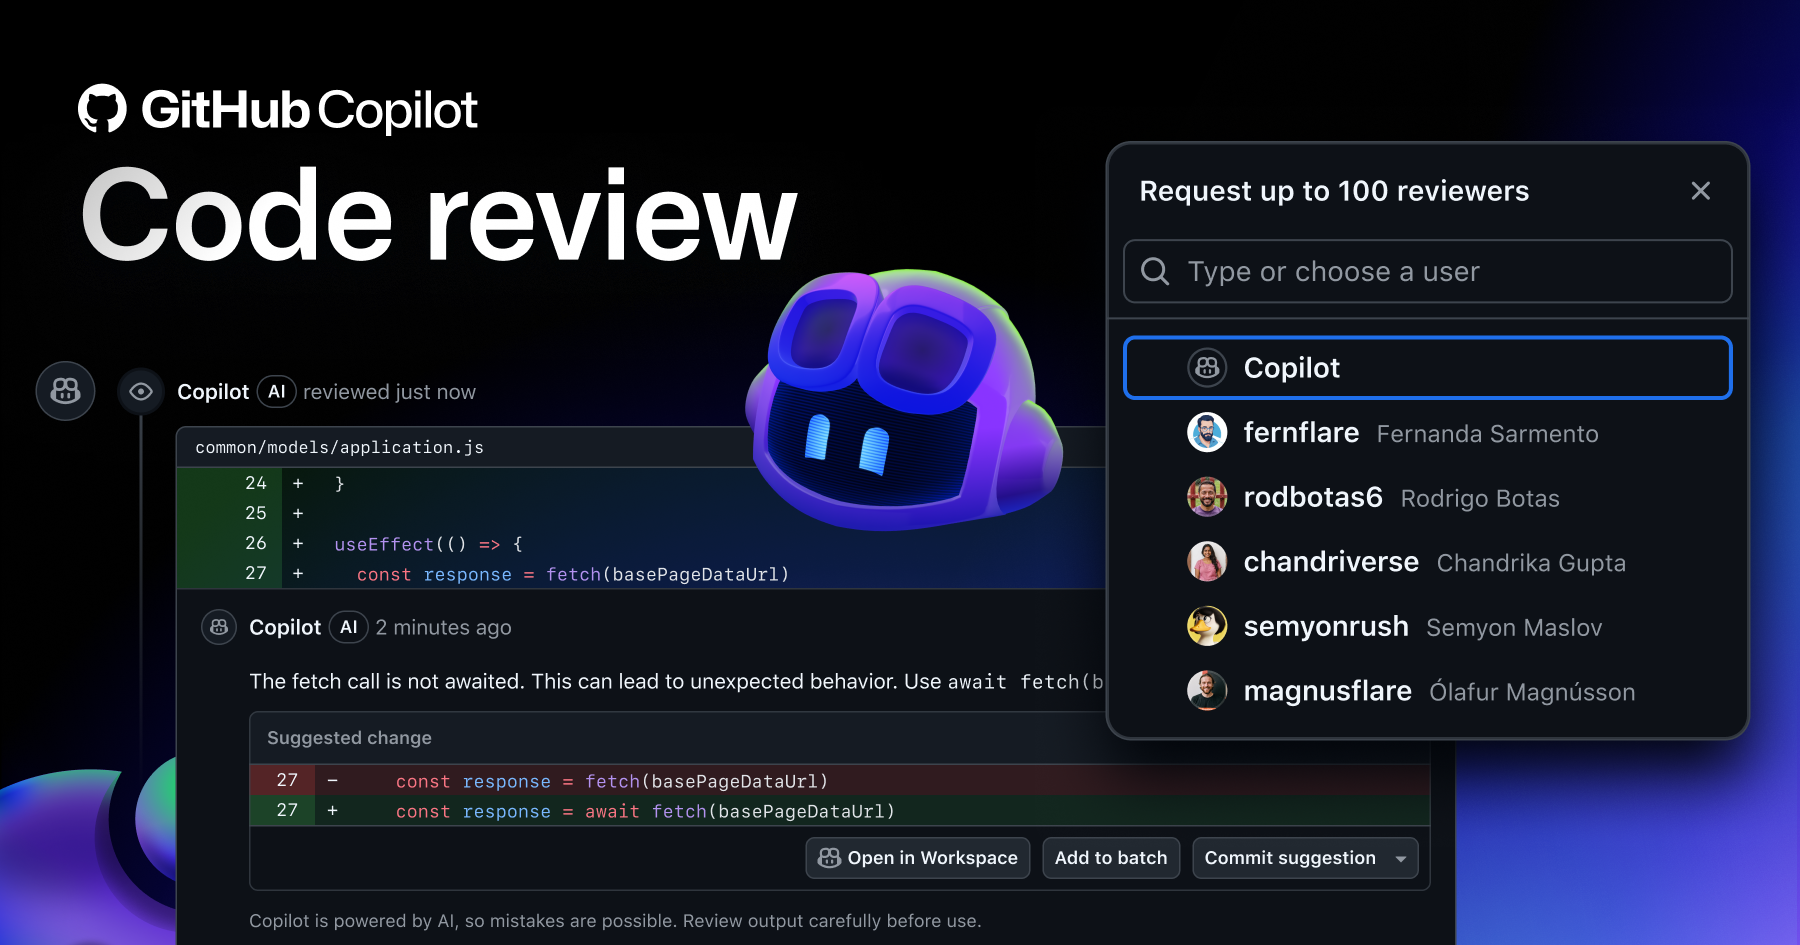 GitHub Copilot
Code review
Copilot AI reviewed just now
common/models/application.js
24 + }
25 +
26 + useEffect(() => {
27 + const response = fetch(basePageDataUrl)
Copilot AI 2 minutes ago
The fetch call is not awaited. This can lead to unexpected behavior. Use await fetch(b
Suggested change
27 - const response = fetch(basePageDataUrl)
27 + const response = await fetch(basePageDataUrl)
Open in Workspace
Add to batch
Commit suggestion
Copilot is powered by AI, so mistakes are possible. Review output carefully before use.
Request up to 100 reviewers
Type or choose a user
Copilot
fernflare Fernanda Sarmento
rodbotas6 Rodrigo Botas
chandriverse Chandrika Gupta
semyonrush Semyon Maslov
magnusflare Ólafur Magnússon